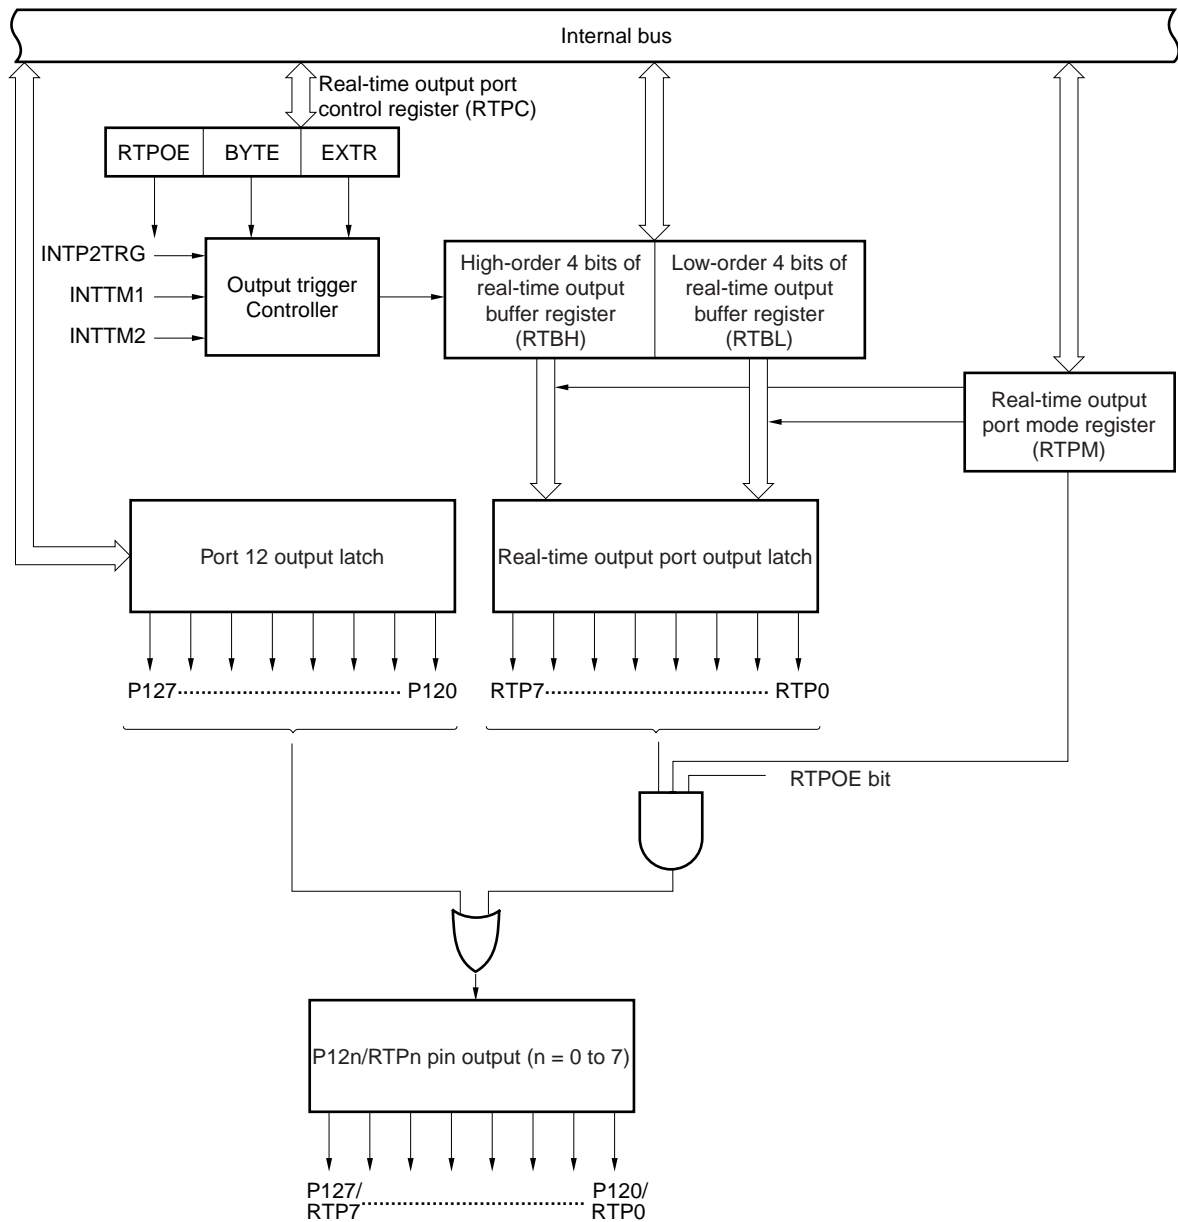 Internal bus
Real-time output port
control register (RTPC)
RTPOE BYTE EXTR
INTP2TRG
INTTM1
INTTM2
Output trigger
Controller
High-order 4 bits of
real-time output
buffer register
(RTBH)
Low-order 4 bits of
real-time output
buffer register
(RTBL)
Real-time output
port mode register
(RTPM)
Port 12 output latch
Real-time output port output latch
P127 P120
RTP7 RTP0
RTPOE bit
P12n/RTPn pin output (n = 0 to 7)
P127/
RTP7
P120/
RTP0